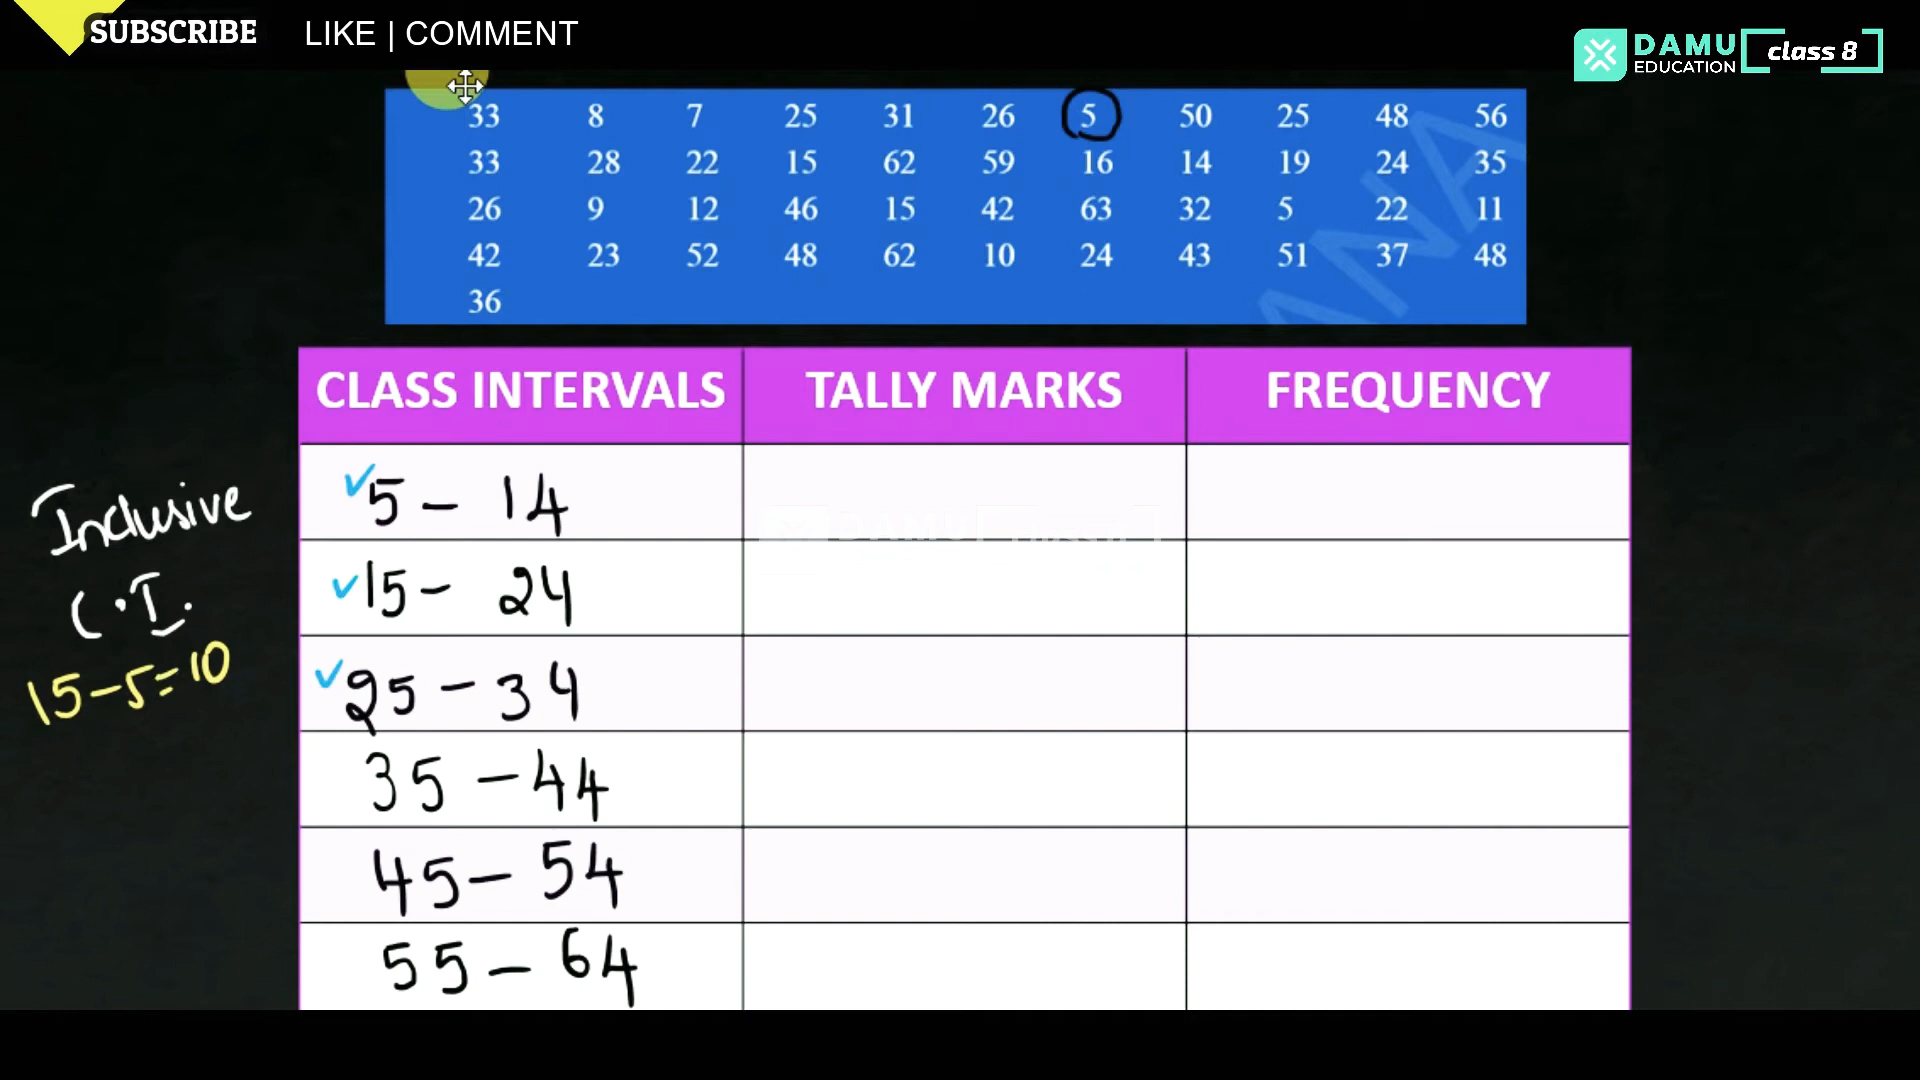 SUBSCRIBE LIKE | COMMENT
DAMU EDUCATION class 8
33 8 7 25 31 26 5 50 25 48 56
33 28 22 15 62 59 16 14 19 24 35
26 9 12 46 15 42 63 32 5 22 11
42 23 52 48 62 10 24 43 51 37 48
36
CLASS INTERVALS TALLY MARKS FREQUENCY
5 - 14
15 - 24
25 - 34
35 - 44
45 - 54
55 - 64
Inclusive
C.I.
15-5=10